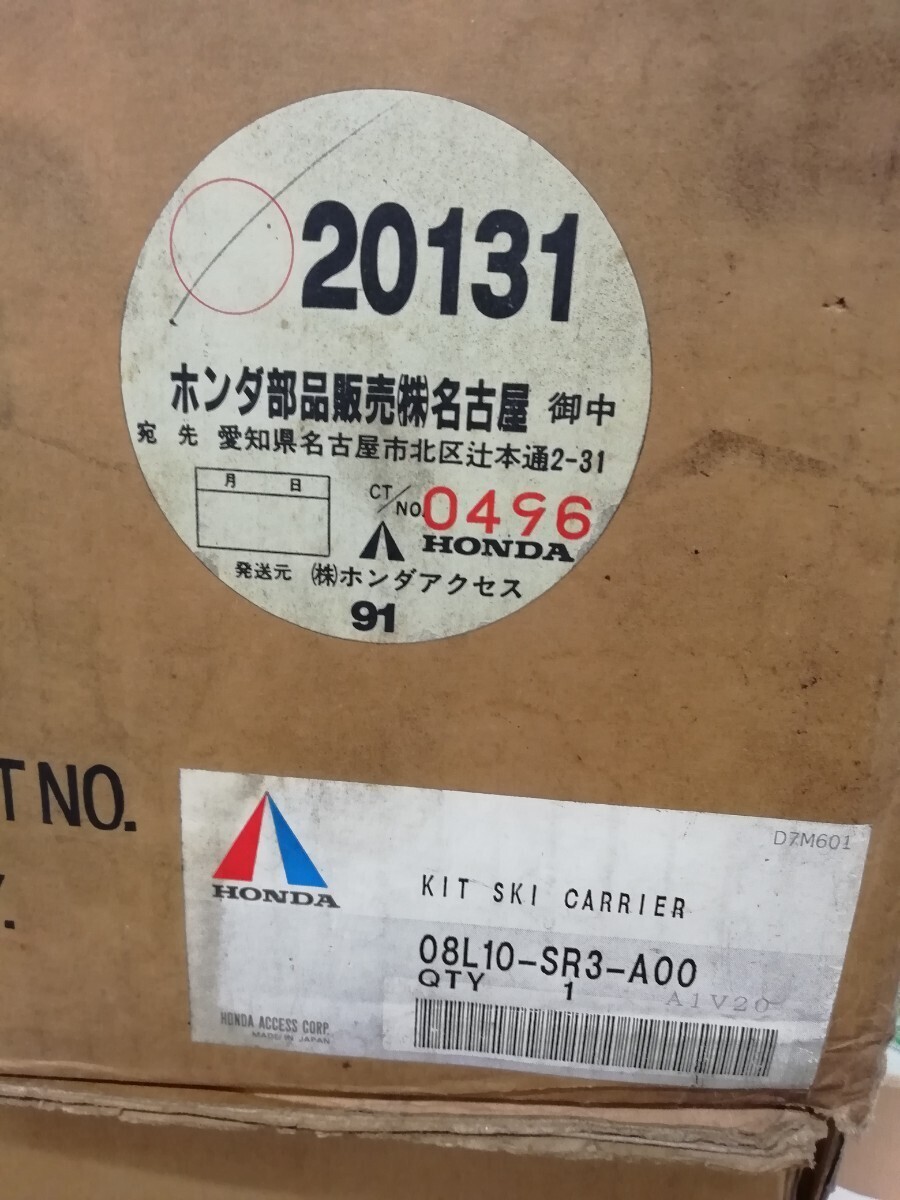 20131
ホンダ部品販売㈱名古屋 御中
宛先 愛知県名古屋市北区辻本通2-31
月 日
CT/NO. 0496
HONDA
発送元 ㈱ホンダアクセス
91
T NO.
Y.
D7M601
HONDA
KIT SKI CARRIER
08L10-SR3-A00
QTY 1
A1V20
HONDA ACCESS CORP.
MADE IN JAPAN